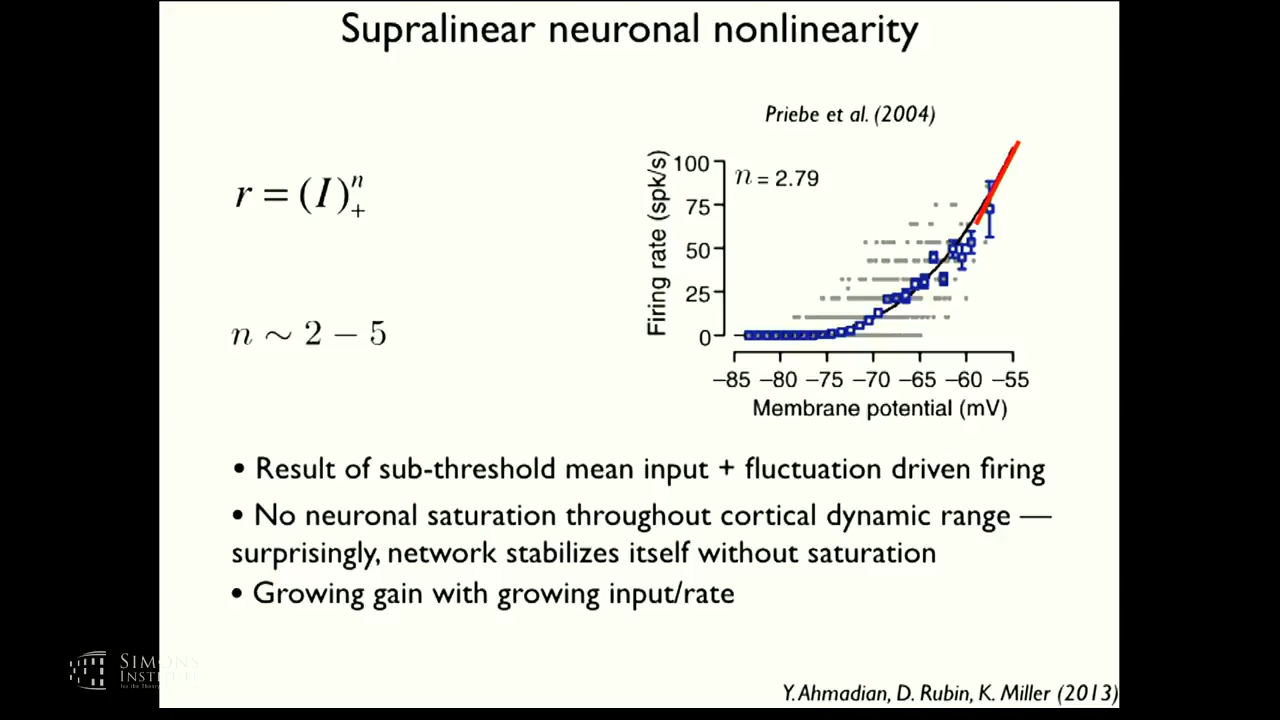 Supralinear neuronal nonlinearity
Priebe et al. (2004)
r = (I)₊ⁿ
n ∼ 2 − 5
n = 2.79
Firing rate (spk/s)
100
75
50
25
0
−85 −80 −75 −70 −65 −60 −55
Membrane potential (mV)
• Result of sub-threshold mean input + fluctuation driven firing
• No neuronal saturation throughout cortical dynamic range —
surprisingly, network stabilizes itself without saturation
• Growing gain with growing input/rate
SIMONS
INSTITUTE
Y. Ahmadian, D. Rubin, K. Miller (2013)